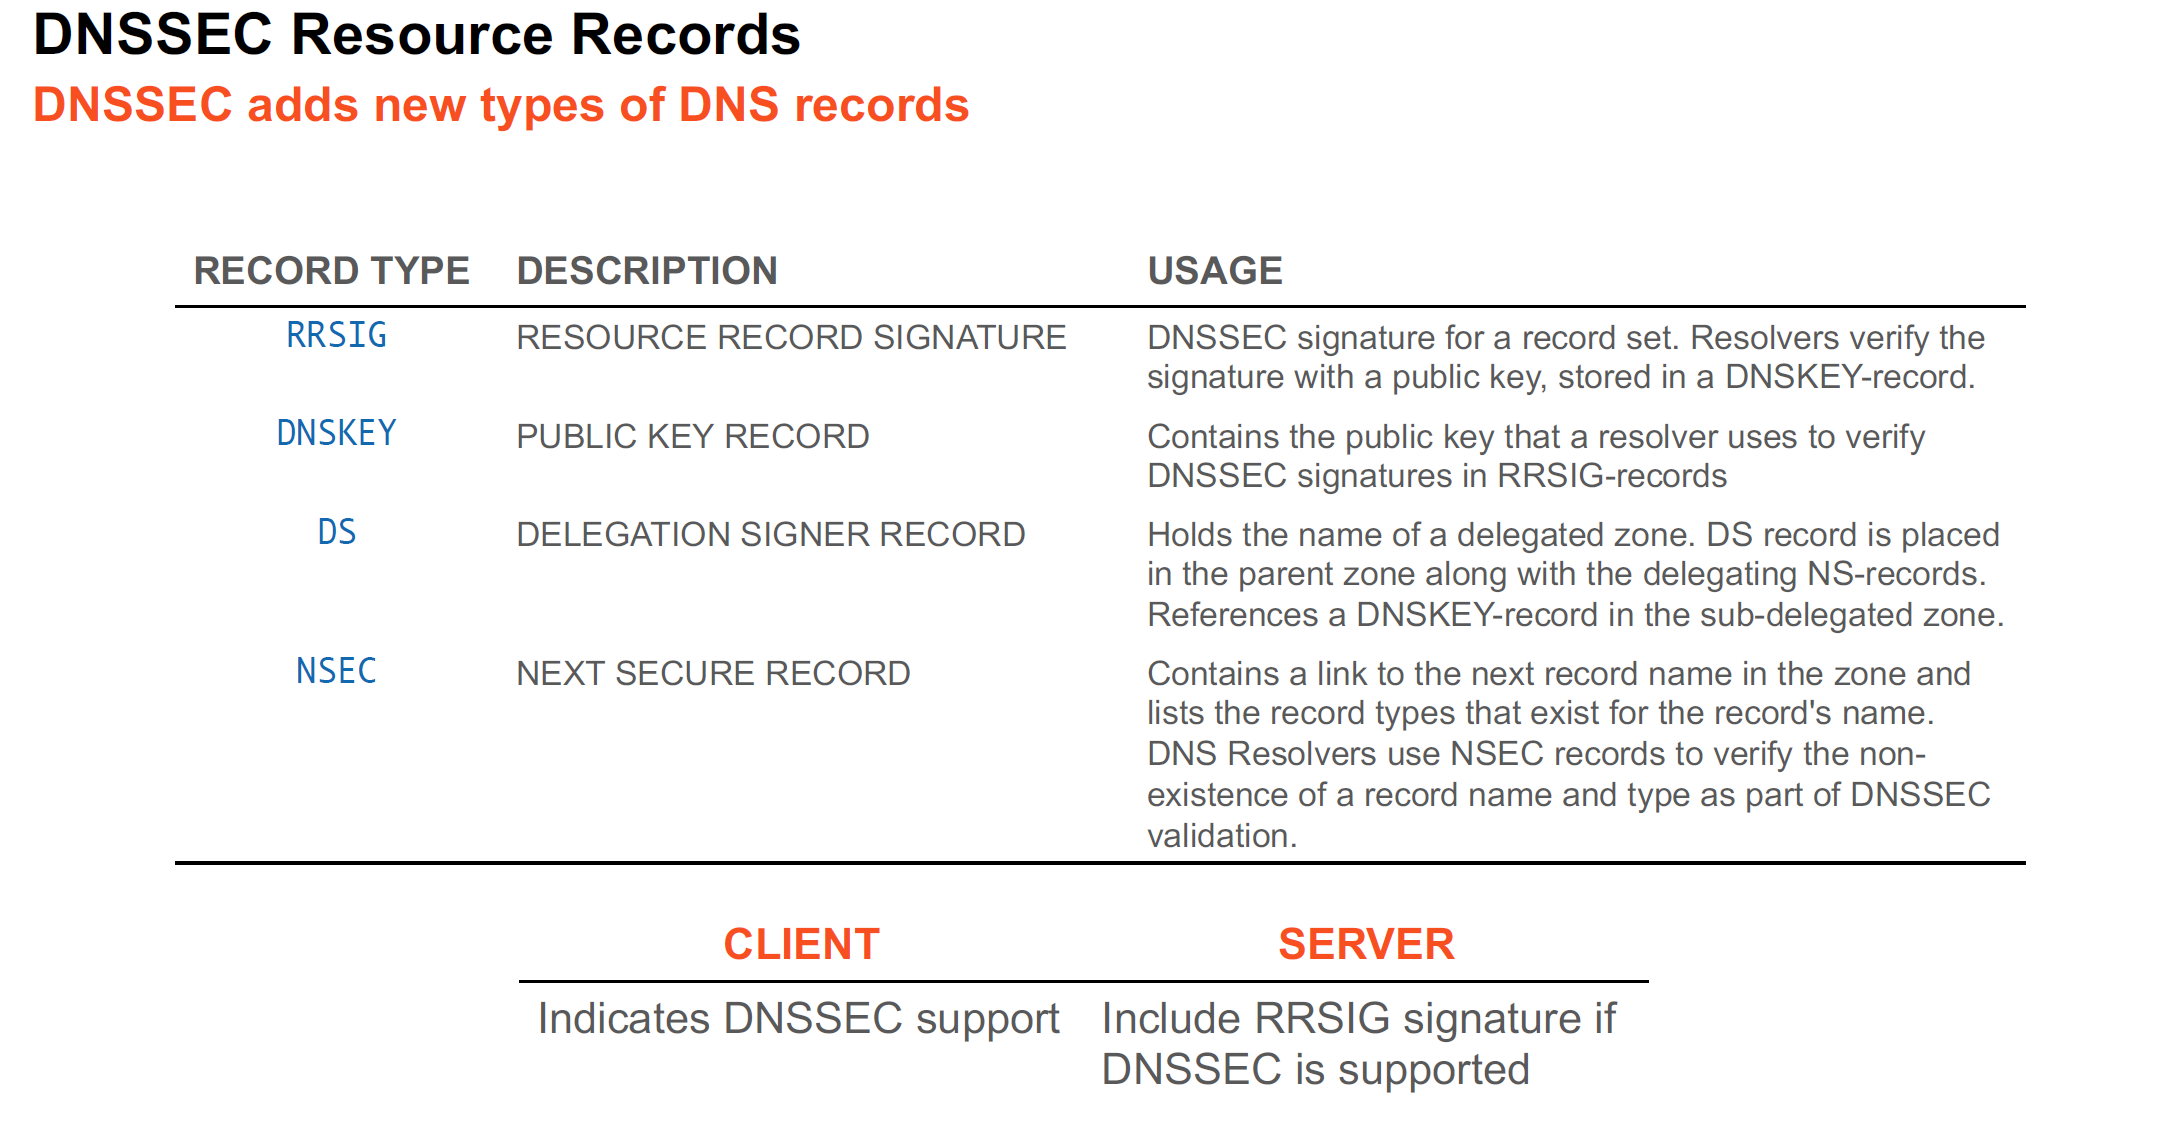 DNSSEC Resource Records
DNSSEC adds new types of DNS records
RECORD TYPE DESCRIPTION USAGE
RRSIG RESOURCE RECORD SIGNATURE DNSSEC signature for a record set. Resolvers verify the
signature with a public key, stored in a DNSKEY-record.
DNSKEY PUBLIC KEY RECORD Contains the public key that a resolver uses to verify
DNSSEC signatures in RRSIG-records
DS DELEGATION SIGNER RECORD Holds the name of a delegated zone. DS record is placed
in the parent zone along with the delegating NS-records.
References a DNSKEY-record in the sub-delegated zone.
NSEC NEXT SECURE RECORD Contains a link to the next record name in the zone and
lists the record types that exist for the record's name.
DNS Resolvers use NSEC records to verify the non-
existence of a record name and type as part of DNSSEC
validation.
CLIENT SERVER
Indicates DNSSEC support Include RRSIG signature if
DNSSEC is supported